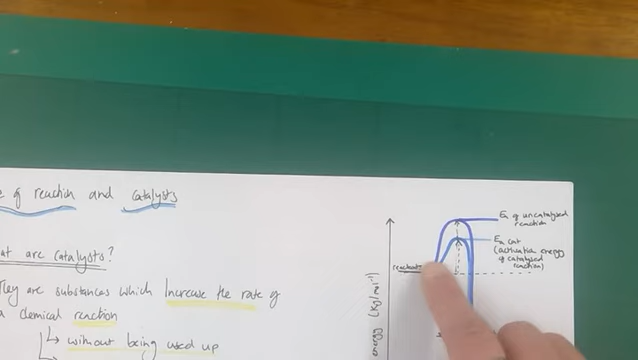 e of reaction and catalysts
at are catalysts?
They are substances which increase the rate of
a chemical reaction
↳ without being used up
Ea of uncatalysed
reaction
Ea cat
(activation energy
of catalysed
reaction)
reactants
energy (KJ/mol⁻¹)